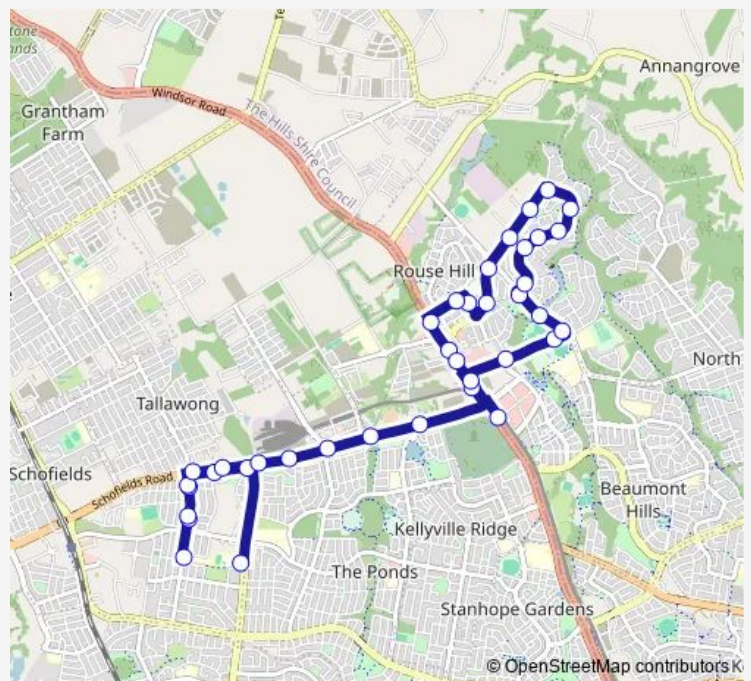 Annangrove
Windsor Road
Grantham
Farm
The Hills Shire Council
Rouse Hill
North
Tallawong
Schofields
Schofields Road
Beaumont
Hills
Kellyville Ridge
The Ponds
Stanhope Gardens
© OpenStreetMap contributors